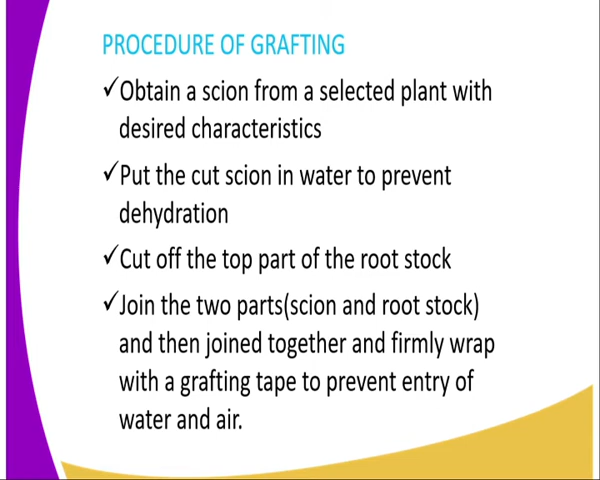 PROCEDURE OF GRAFTING
✓Obtain a scion from a selected plant with
desired characteristics
✓Put the cut scion in water to prevent
dehydration
✓Cut off the top part of the root stock
✓Join the two parts(scion and root stock)
and then joined together and firmly wrap
with a grafting tape to prevent entry of
water and air.